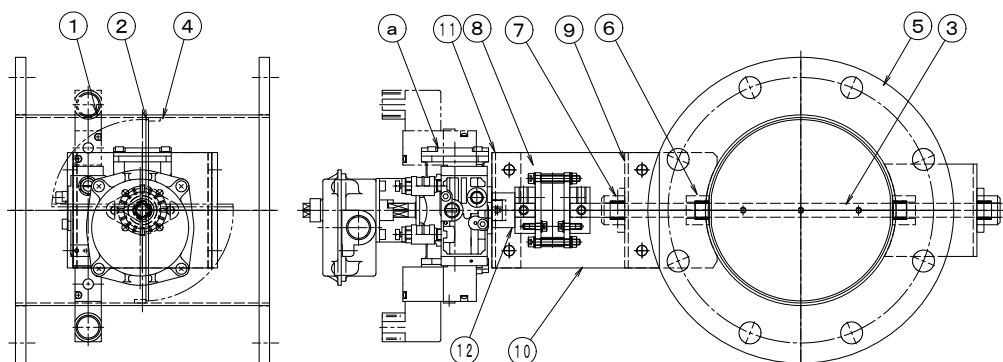 ① ② ④ ⓐ ⑪ ⑧ ⑦ ⑨ ⑥ ⑤ ③
⑫ ⑩